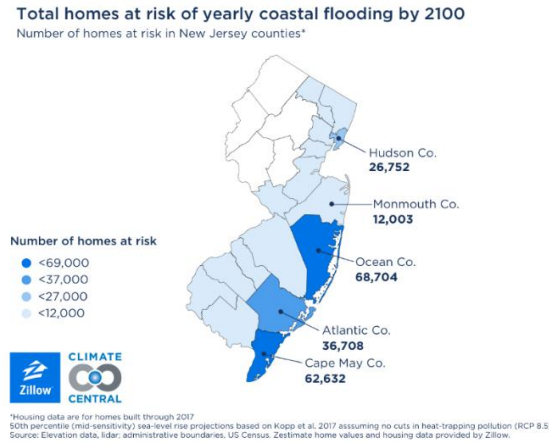 Total homes at risk of yearly coastal flooding by 2100
Number of homes at risk in New Jersey counties*
Hudson Co.
26,752
Monmouth Co.
12,003
Ocean Co.
68,704
Atlantic Co.
36,708
Cape May Co.
62,632
Number of homes at risk
<69,000
<37,000
<27,000
<12,000
Zillow
CLIMATE
CENTRAL
*Housing data are for homes built through 2017
50th percentile (mid-sensitivity) sea-level rise projections based on Kopp et al. 2017 asssuming no cuts in heat-trapping pollution (RCP 8.5
Source: Elevation data, lidar; administrative boundaries, US Census. Zestimate home values and housing data provided by Zillow.